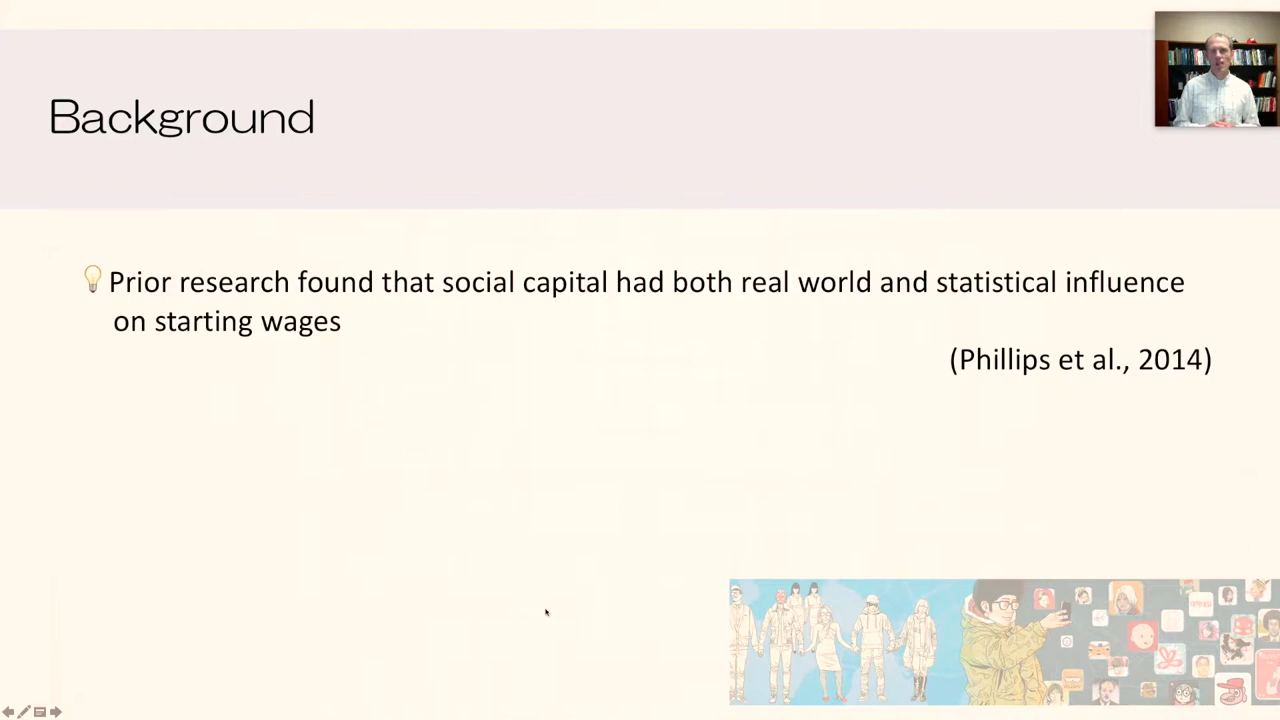 Background
Prior research found that social capital had both real world and statistical influence
on starting wages
(Phillips et al., 2014)